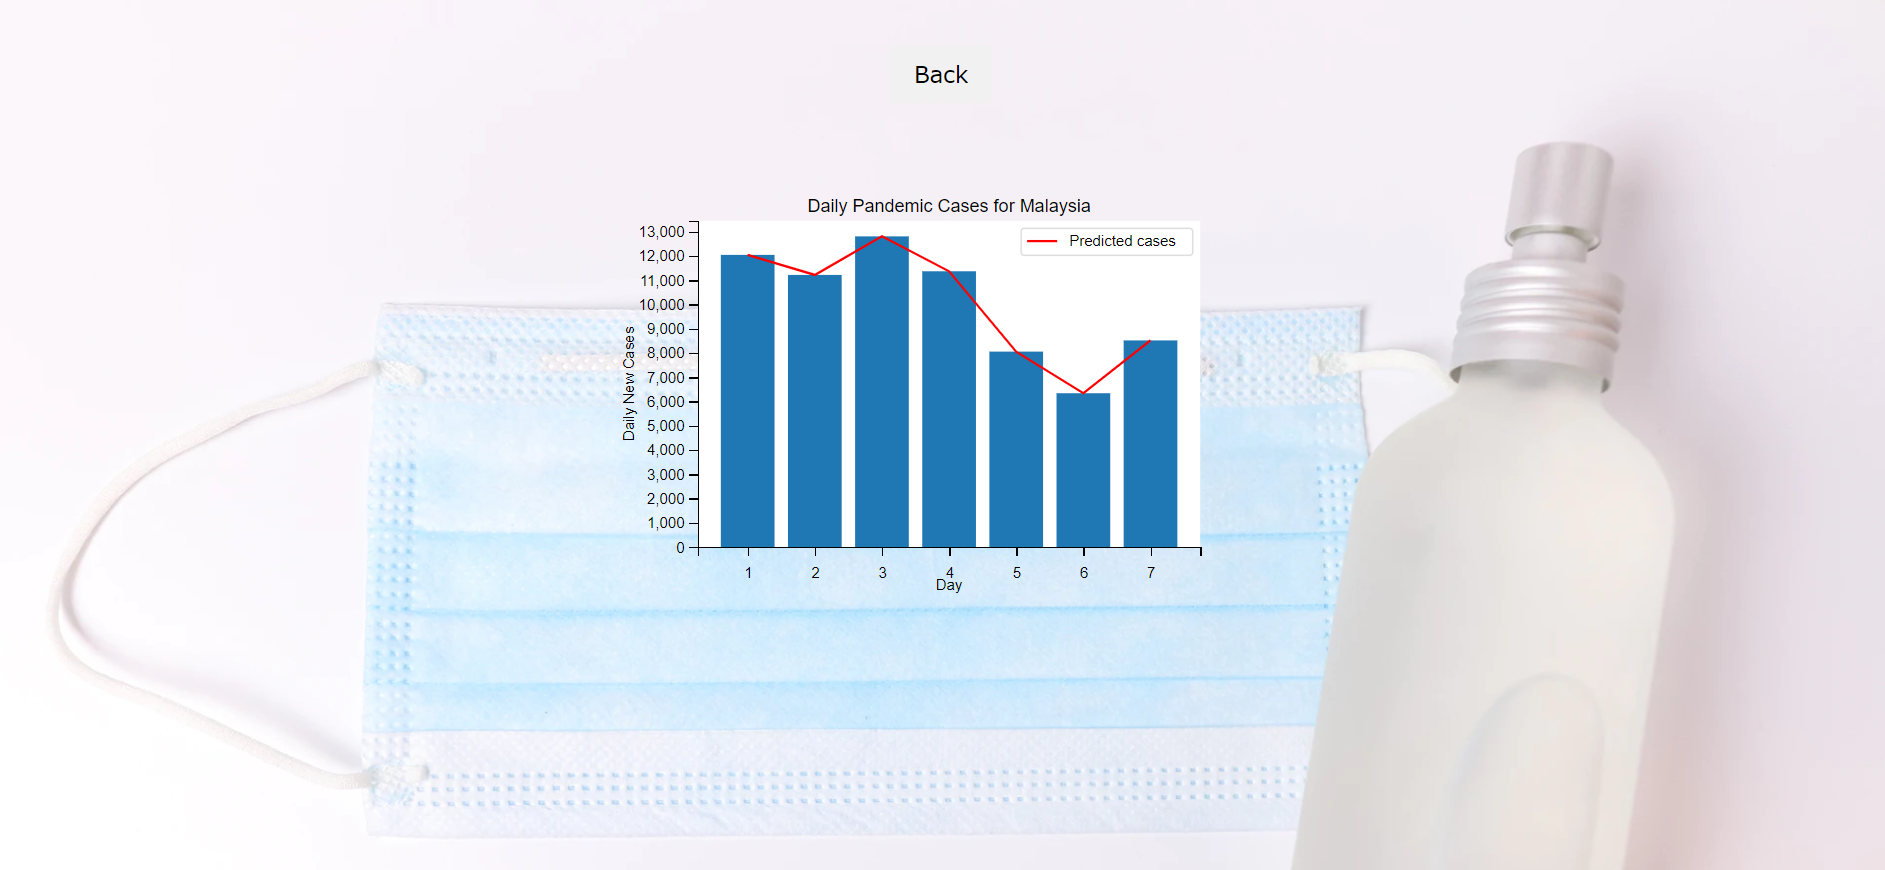 Back
Daily Pandemic Cases for Malaysia
Predicted cases
13,000
12,000
11,000
10,000
9,000
8,000
7,000
6,000
5,000
4,000
3,000
2,000
1,000
0
Daily New Cases
1 2 3 4 5 6 7
Day